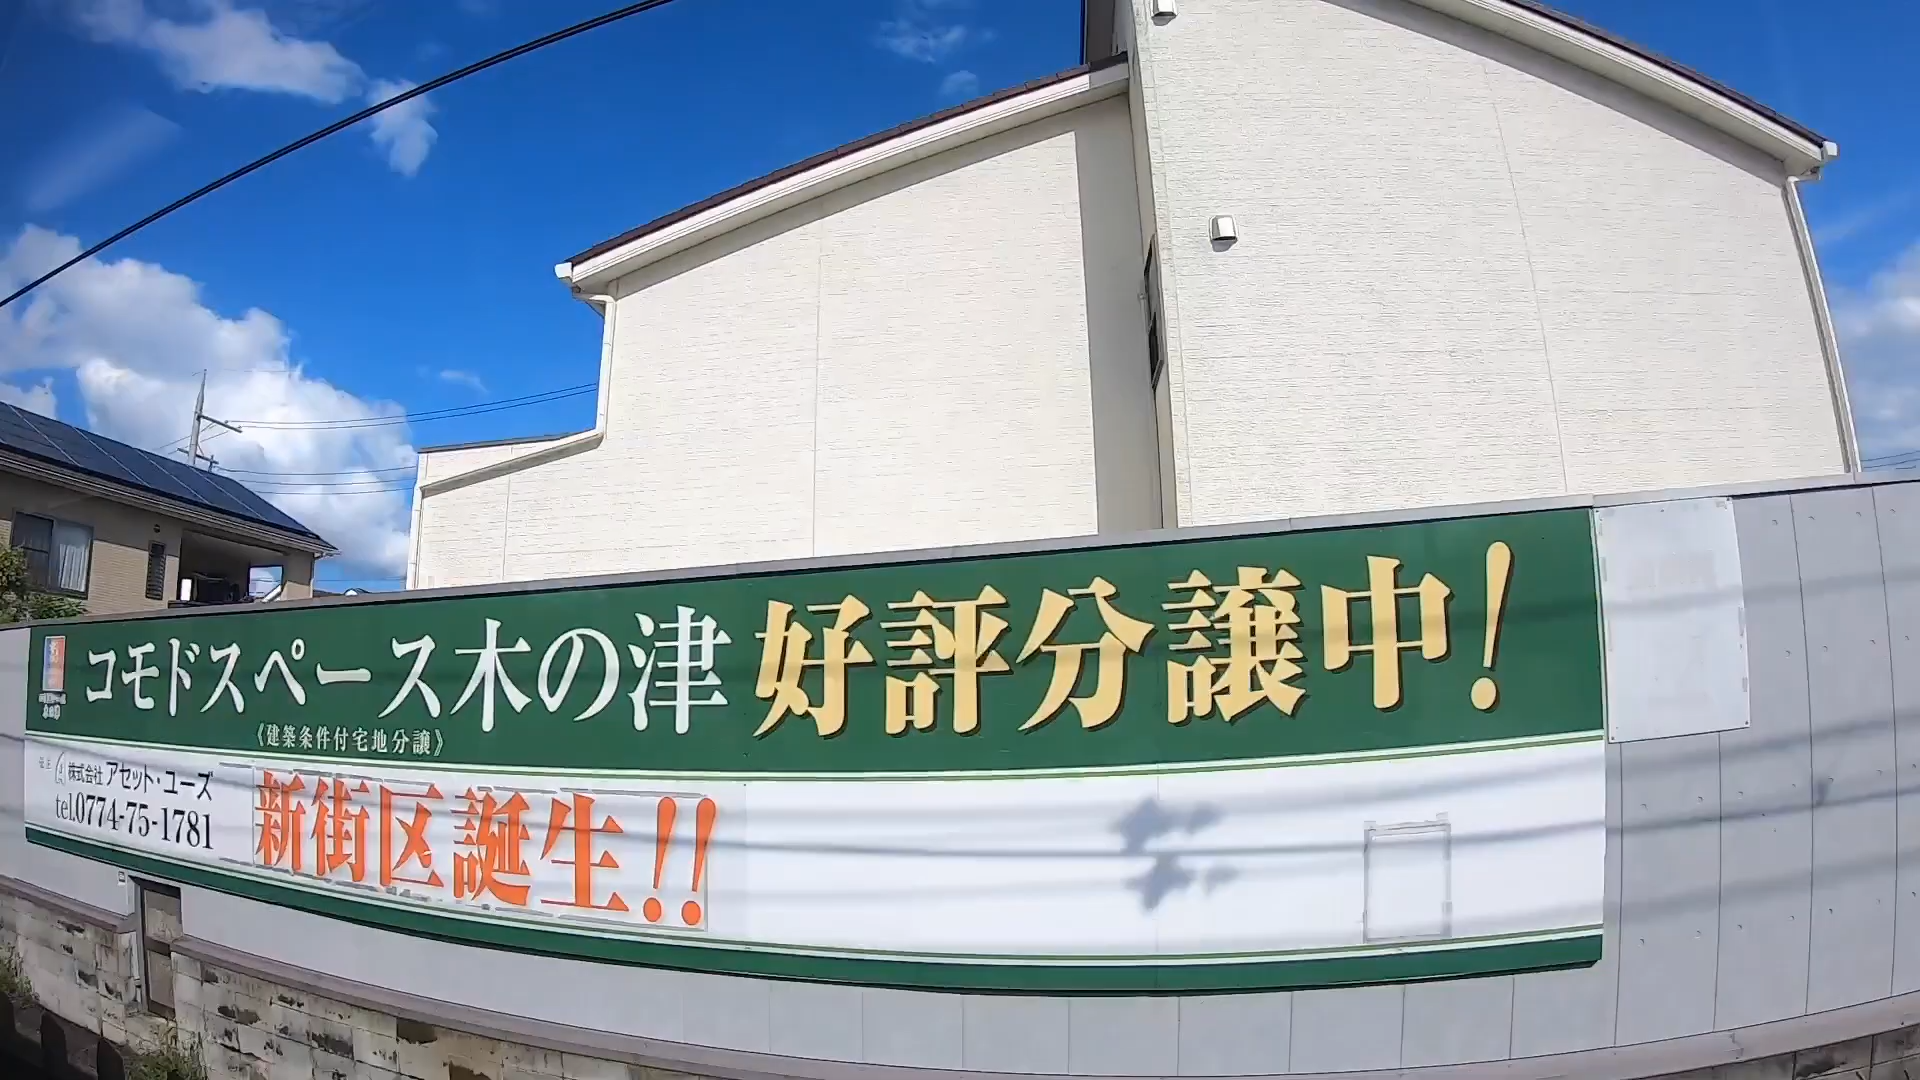 コモドスペース木の津 好評分譲中!
《建築条件付宅地分譲》
株式会社 アセット・ユーズ
tel.0774-75-1781
新街区誕生!!